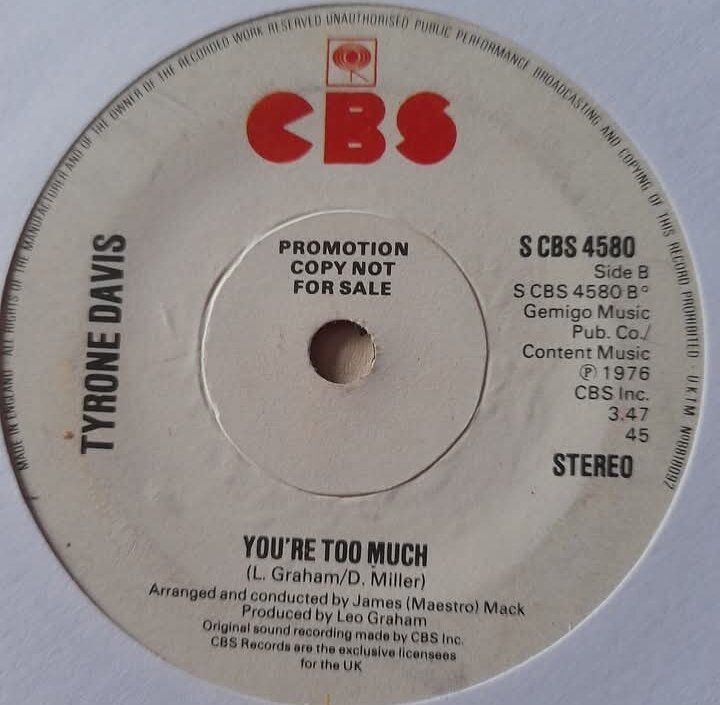 MADE IN ENGLAND · ALL RIGHTS OF THE MANUFACTURER AND OF THE OWNER OF THE RECORDED WORK RESERVED UNAUTHORISED PUBLIC PERFORMANCE BROADCASTING AND COPYING OF THIS RECORD PROHIBITED · U.K.T.M. No
CBS
PROMOTION
COPY NOT
FOR SALE
TYRONE DAVIS
S CBS 4580
Side B
S CBS 4580 B°
Gemigo Music
Pub. Co./
Content Music
Ⓟ 1976
CBS Inc.
3.47
45
STEREO
YOU'RE TOO MUCH
(L. Graham/D. Miller)
Arranged and conducted by James (Maestro) Mack
Produced by Leo Graham
Original sound recording made by CBS Inc.
CBS Records are the exclusive licensees
for the UK